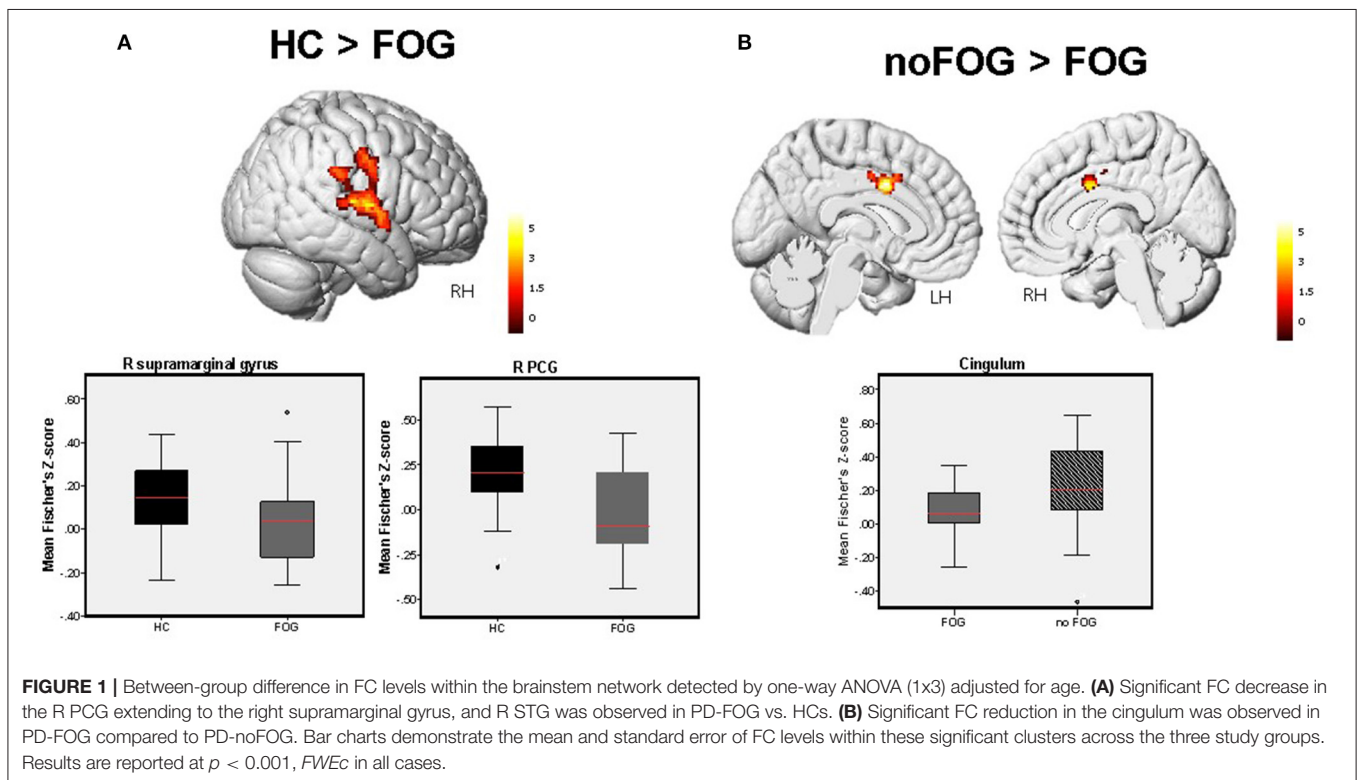 A
HC > FOG
RH
5
3
1.5
0
B
noFOG > FOG
LH
RH
5
3
1.5
0
R supramarginal gyrus
Mean Fischer's Z-score
.60
.40
.20
.00
-.20
-.40
HC
FOG
R PCG
Mean Fischer's Z-score
.50
.25
.00
-.25
-.50
HC
FOG
Cingulum
Mean Fischer's Z-score
.80
.60
.40
.20
.00
-.20
-.40
FOG
no FOG
FIGURE 1 | Between-group difference in FC levels within the brainstem network detected by one-way ANOVA (1x3) adjusted for age. (A) Significant FC decrease in
the R PCG extending to the right supramarginal gyrus, and R STG was observed in PD-FOG vs. HCs. (B) Significant FC reduction in the cingulum was observed in
PD-FOG compared to PD-noFOG. Bar charts demonstrate the mean and standard error of FC levels within these significant clusters across the three study groups.
Results are reported at p < 0.001, FWEc in all cases.